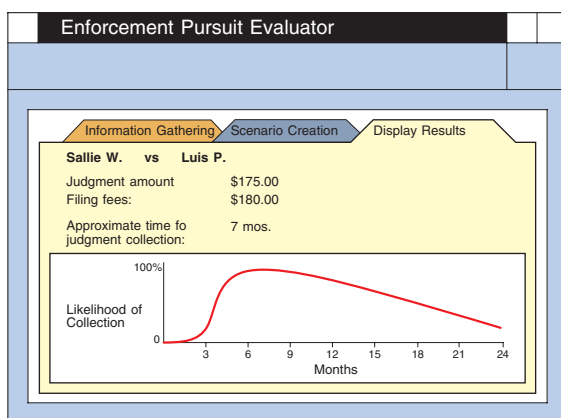 Enforcement Pursuit Evaluator
Information Gathering Scenario Creation Display Results
Sallie W. vs Luis P.
Judgment amount $175.00
Filing fees: $180.00
Approximate time fo 7 mos.
judgment collection:
100%
Likelihood of
Collection
0
3 6 9 12 15 18 21 24
Months